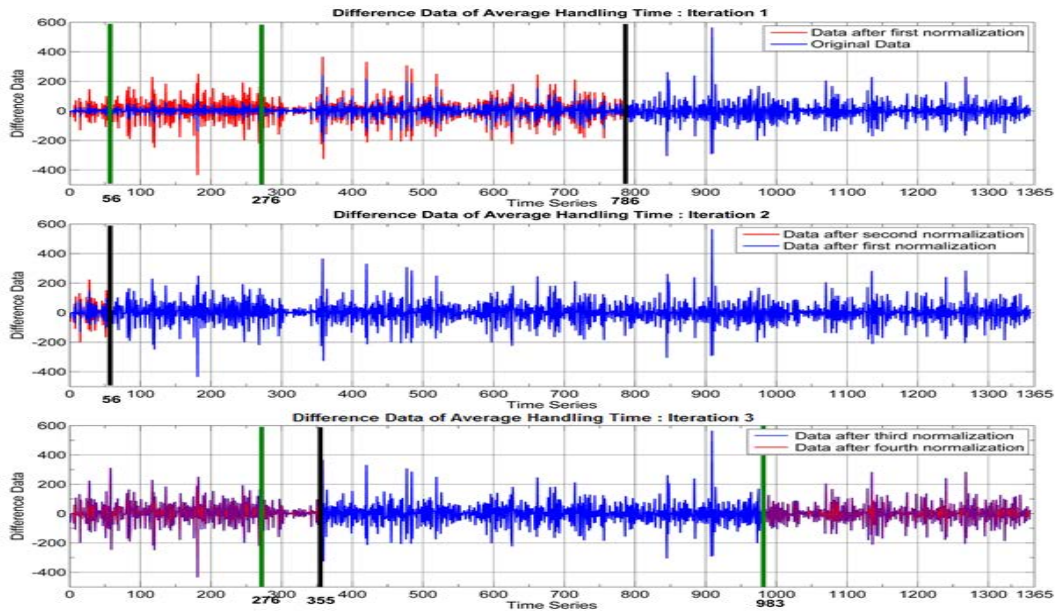 Difference Data of Average Handling Time : Iteration 1
600
400
200
0
-200
-400
Difference Data
Data after first normalization
Original Data
0 100 200 300 400 500 600 700 800 900 1000 1100 1200 1300 1365
56 276 786
Time Series
Difference Data of Average Handling Time : Iteration 2
600
400
200
0
-200
-400
Difference Data
Data after second normalization
Data after first normalization
0 100 200 300 400 500 600 700 800 900 1000 1100 1200 1300 1365
56
Time Series
Difference Data of Average Handling Time : Iteration 3
600
400
200
0
-200
-400
Difference Data
Data after third normalization
Data after fourth normalization
0 100 200 300 400 500 600 700 800 900 1000 1100 1200 1300 1365
276 355 983
Time Series